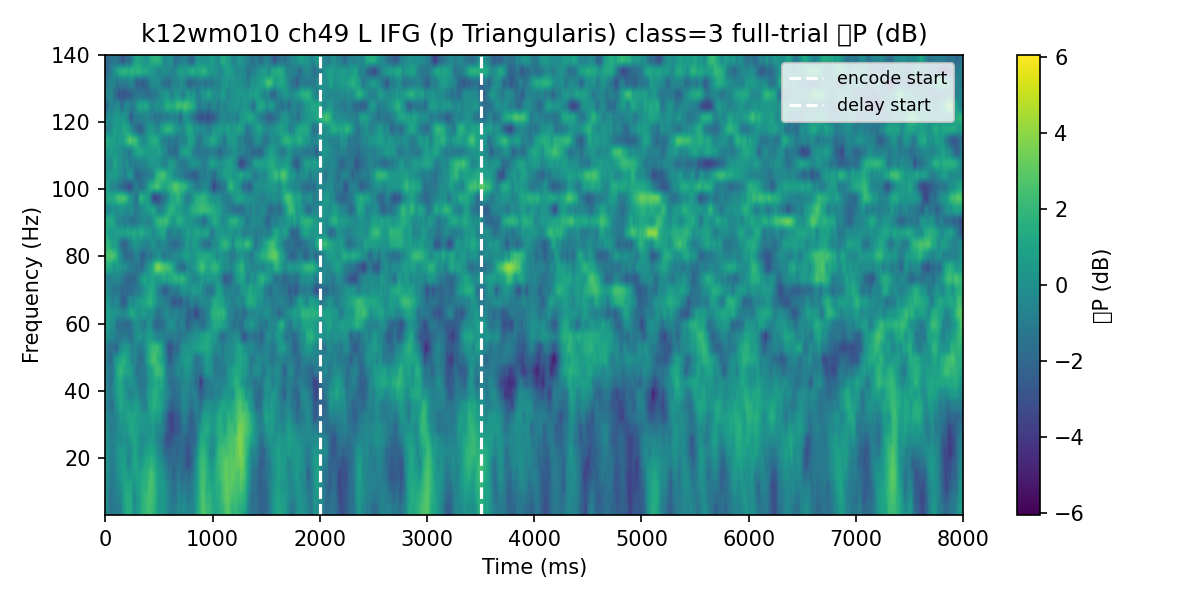 k12wm010 ch49 L IFG (p Triangularis) class=3 full-trial ▯P (dB)
encode start
delay start
Frequency (Hz)
140
120
100
80
60
40
20
0 1000 2000 3000 4000 5000 6000 7000 8000
Time (ms)
6
4
2
0
−2
−4
−6
▯P (dB)